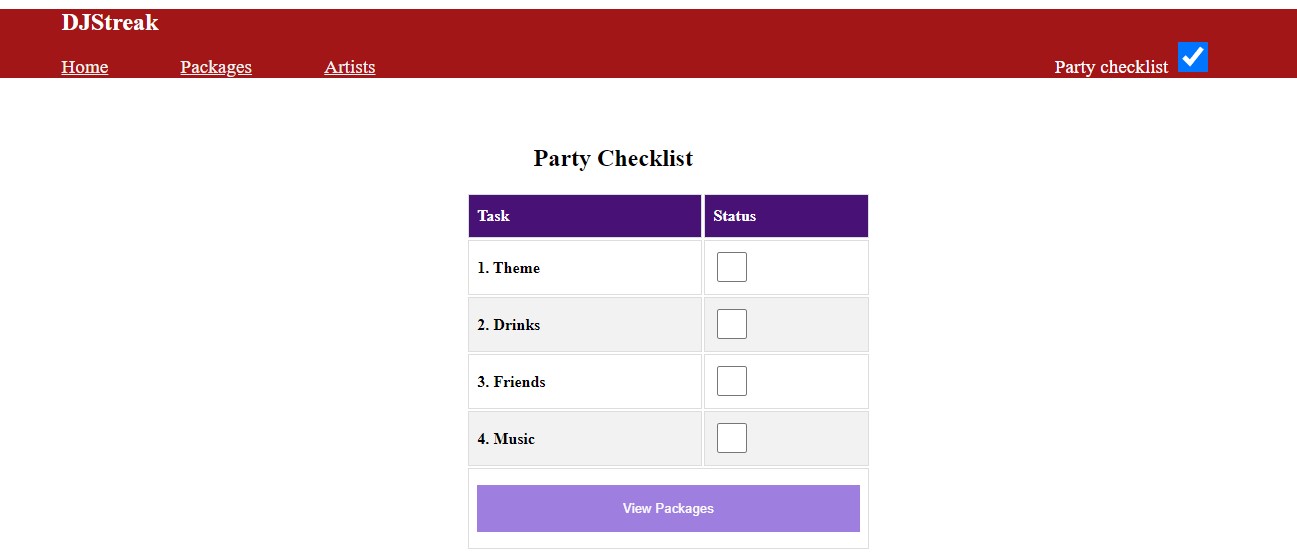 DJStreak
Home Packages Artists Party checklist
Party Checklist
Task Status
1. Theme
2. Drinks
3. Friends
4. Music
View Packages